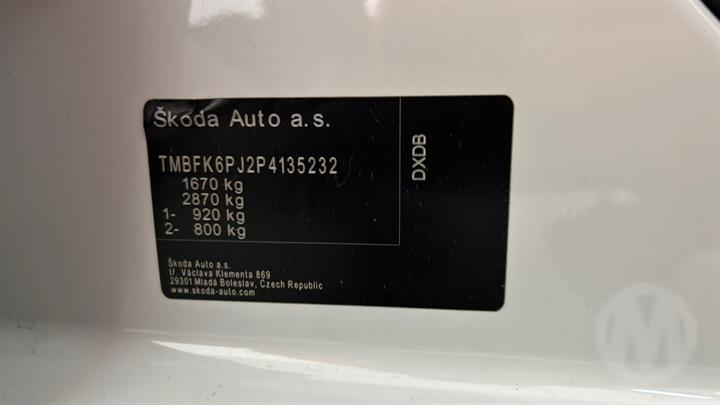 Škoda Auto a.s.
TMBFK6PJ2P4135232
1670 kg
2870 kg
1- 920 kg
2- 800 kg
DXDB
Škoda Auto a.s.
tř. Václava Klementa 869
29301 Mladá Boleslav, Czech Republic
www.skoda-auto.com
M